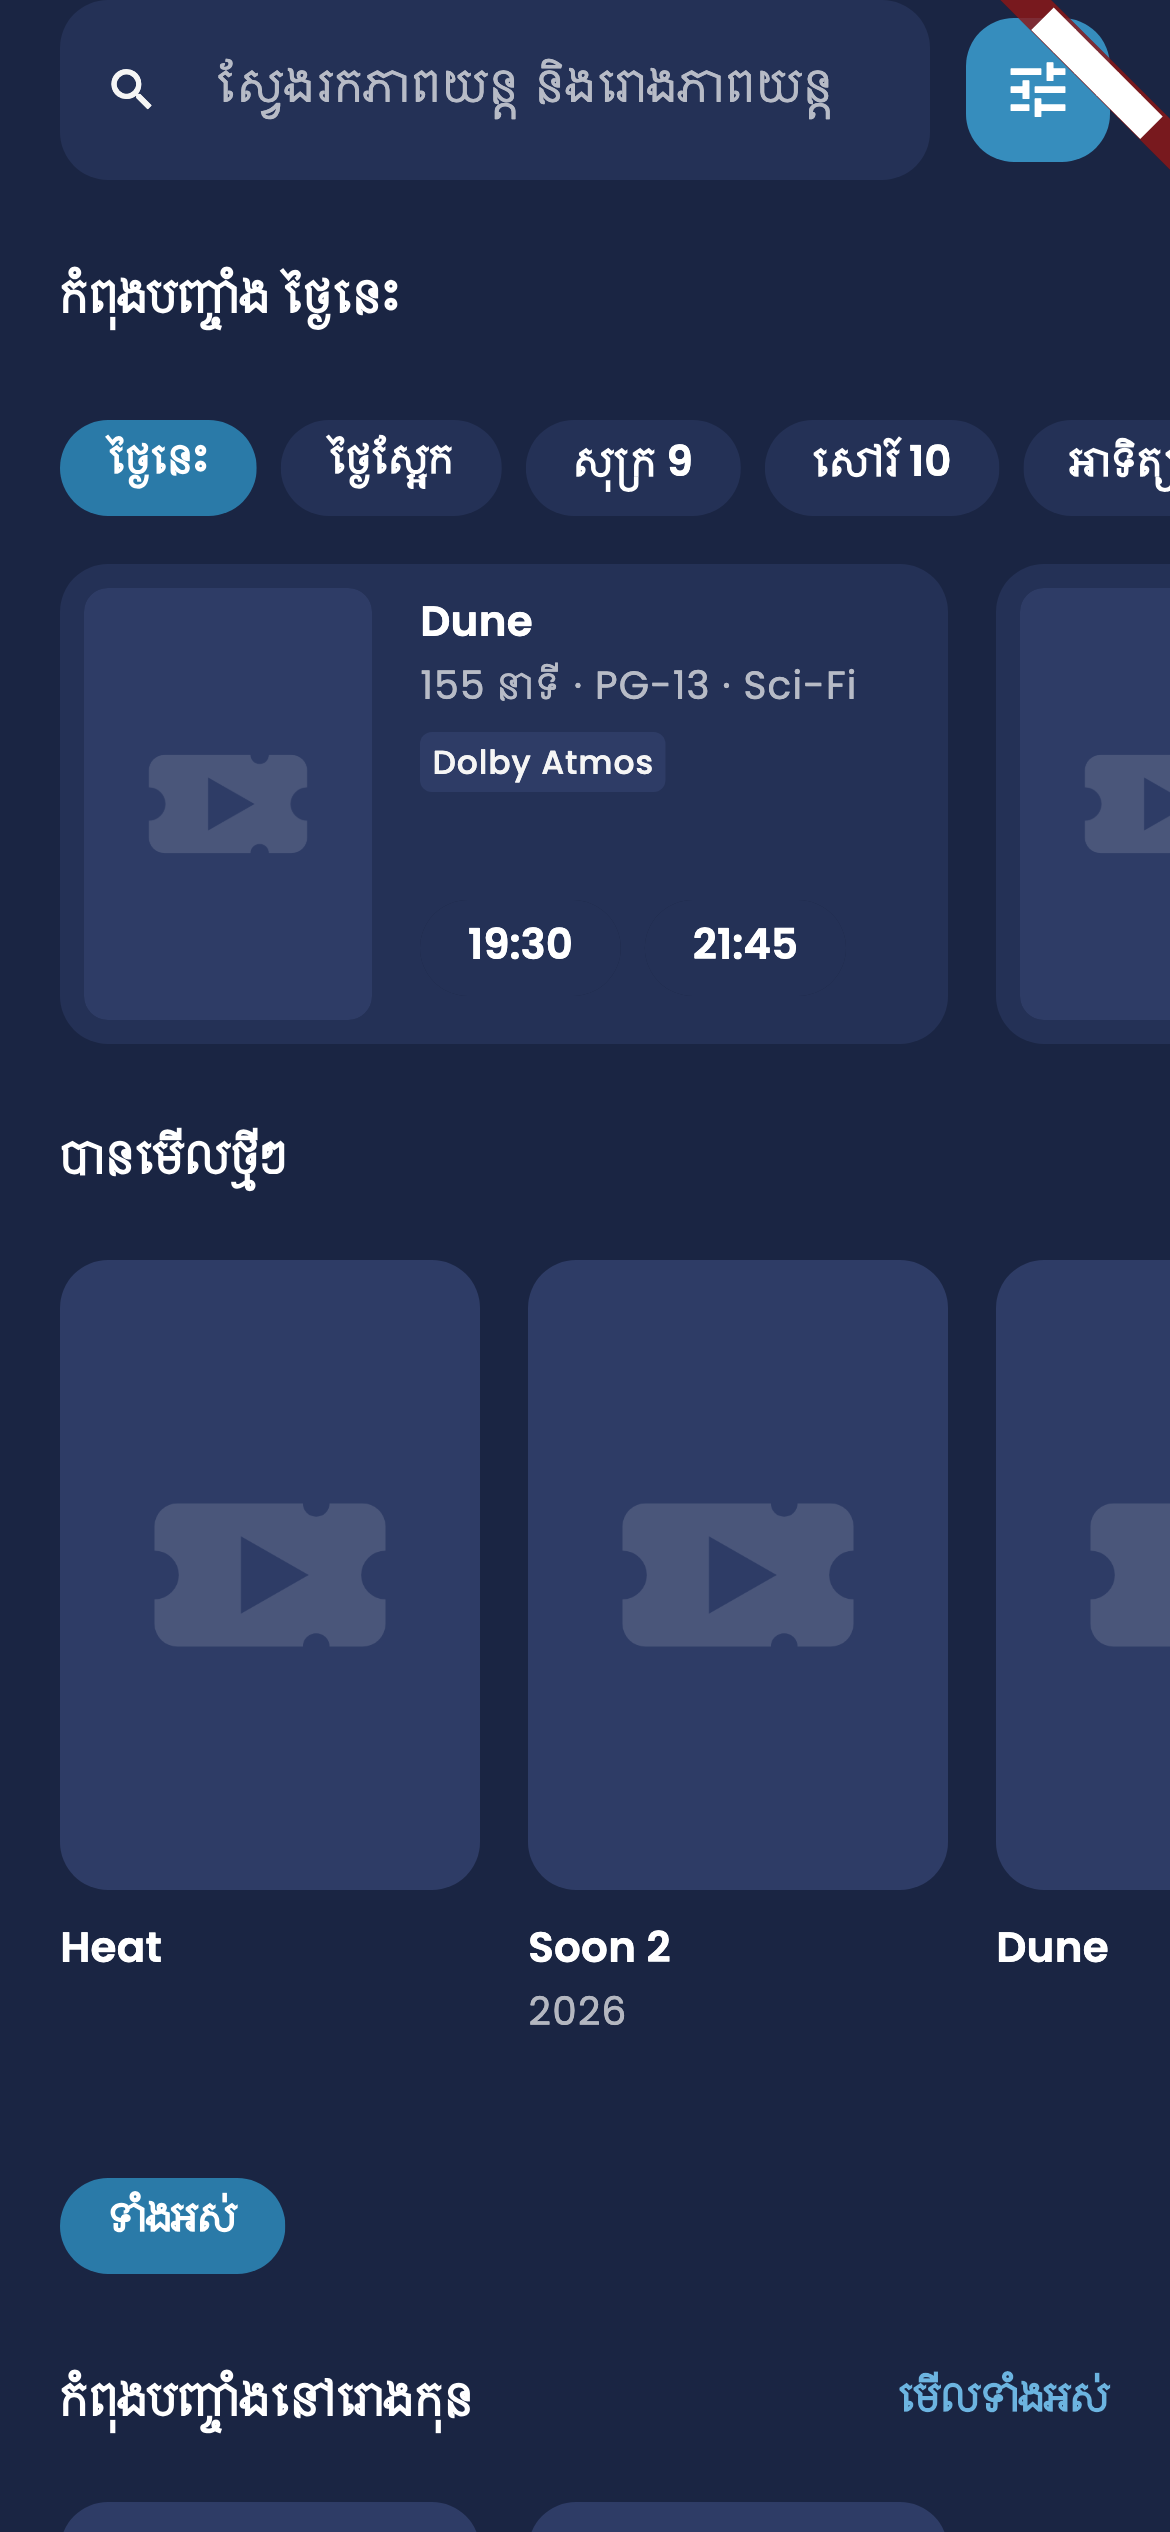 ស្វែងរកភាពយន្ត និងរោងភាពយន្ត
កំពុងបញ្ចាំង ថ្ងៃនេះ
ថ្ងៃនេះ
ថ្ងៃស្អែក
សុក្រ 9
សៅរ៍ 10
អាទិត្យ
Dune
155 នាទី · PG-13 · Sci-Fi
Dolby Atmos
19:30
21:45
បានមើលថ្មីៗ
Heat
Soon 2
Dune
2026
ទាំងអស់
កំពុងបញ្ចាំងនៅរោងកុន
មើលទាំងអស់